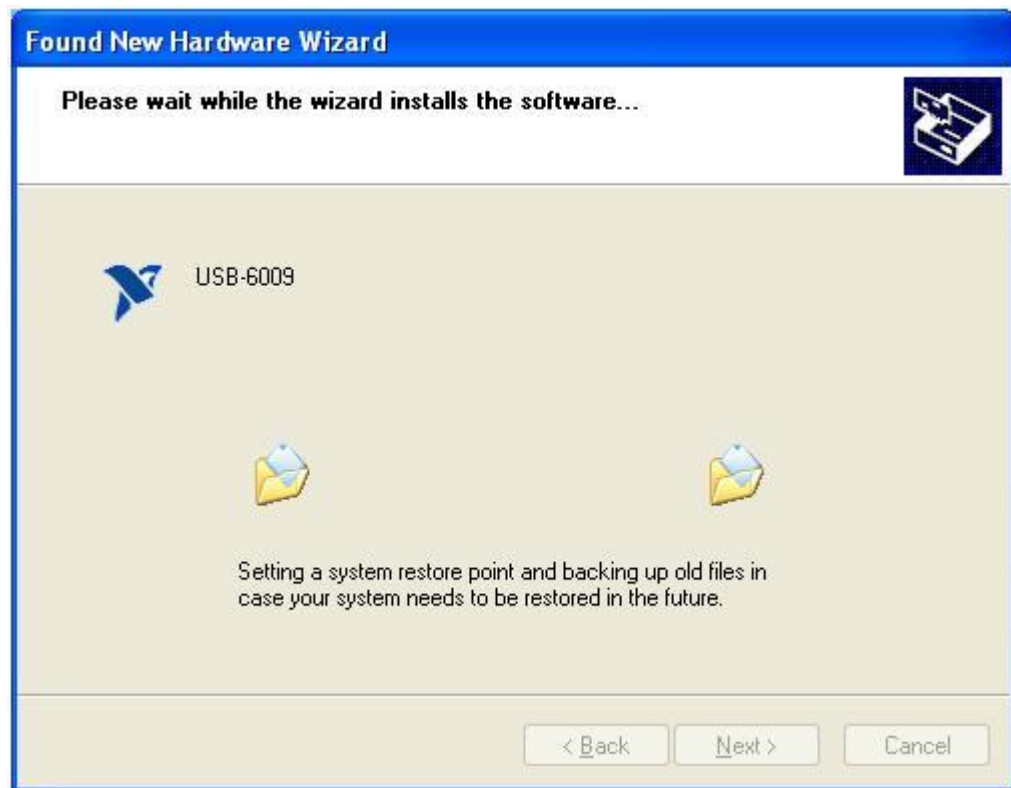 Found New Hardware Wizard
Please wait while the wizard installs the software...
USB-6009
Setting a system restore point and backing up old files in
case your system needs to be restored in the future.
< Back Next > Cancel